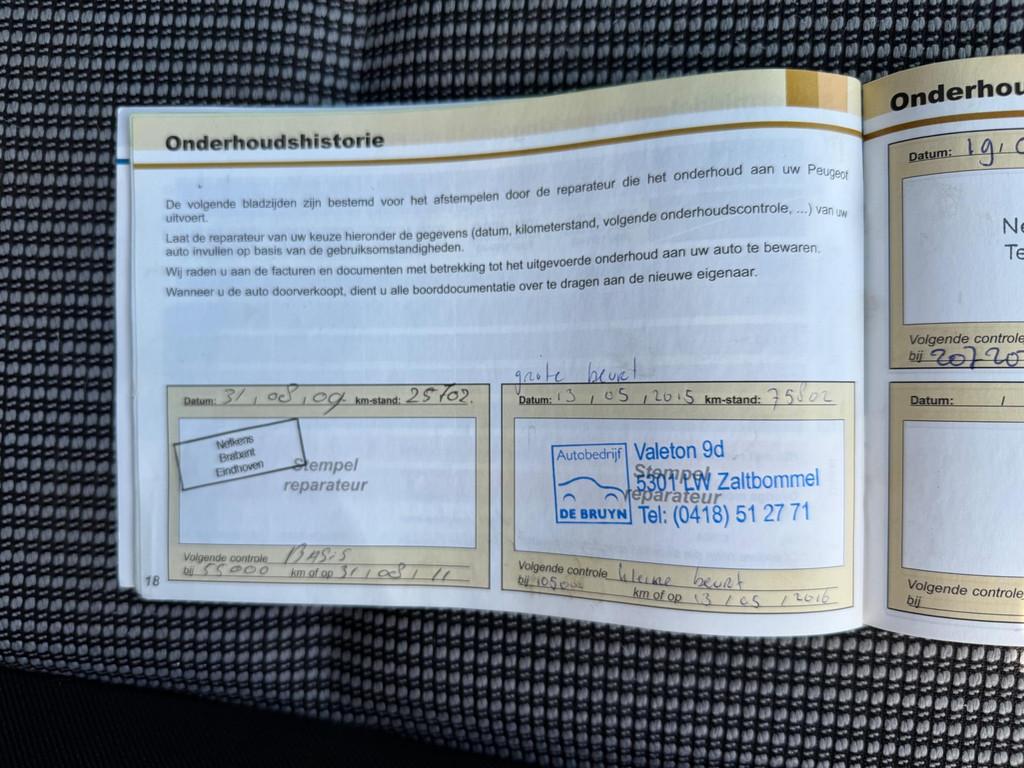 Onderhoudshistorie
De volgende bladzijden zijn bestemd voor het afstempelen door de reparateur die het onderhoud aan uw Peugeot
uitvoert.
Laat de reparateur van uw keuze hieronder de gegevens (datum, kilometerstand, volgende onderhoudscontrole, ...) van uw
auto invullen op basis van de gebruiksomstandigheden.
Wij raden u aan de facturen en documenten met betrekking tot het uitgevoerde onderhoud aan uw auto te bewaren.
Wanneer u de auto doorverkoopt, dient u alle boorddocumentatie over te dragen aan de nieuwe eigenaar.
Datum: 31, 08, 09 km-stand: 25702.
Nefkens
Brabant
Eindhoven
Stempel
reparateur
Volgende controle BASIS
bij 55000 km of op 31, 08, 11
18
grote beurt
Datum: 13, 05, 2015 km-stand: 75802
Autobedrijf
DE BRUYN
Valeton 9d
5301 LW Zaltbommel
Tel: (0418) 51 27 71
Stempel
reparateur
Volgende controle kleine beurt
bij 105000 km of op 13 / 05 / 2016
Onderhou
Datum: 19,
Ne
Te
Volgende controle
bij 20720
Datum: /
Volgende controle
bij